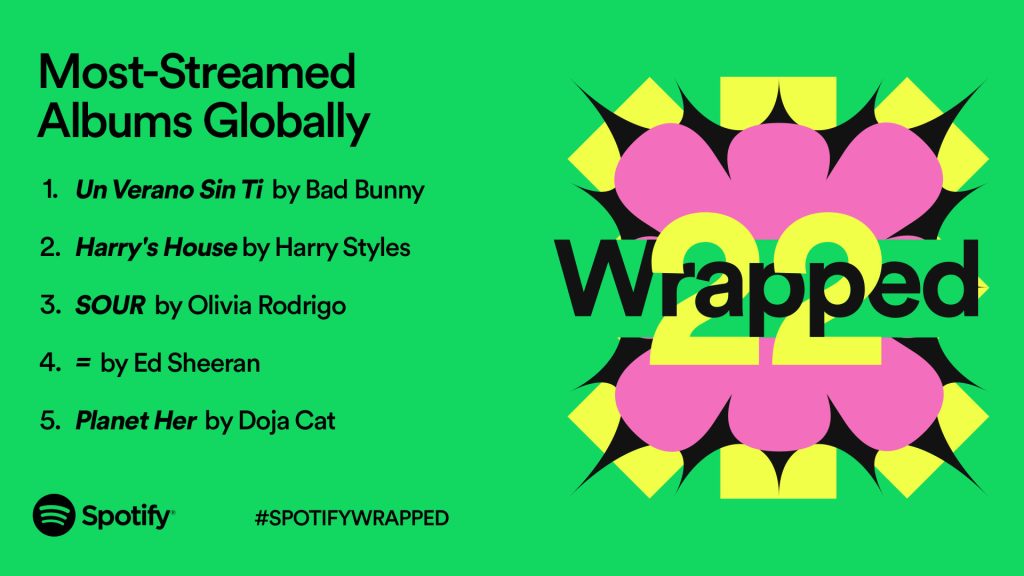 Most-Streamed
Albums Globally
1. Un Verano Sin Ti by Bad Bunny
2. Harry's House by Harry Styles
3. SOUR by Olivia Rodrigo
4. = by Ed Sheeran
5. Planet Her by Doja Cat
Wrapped
22
Spotify®
#SPOTIFYWRAPPED